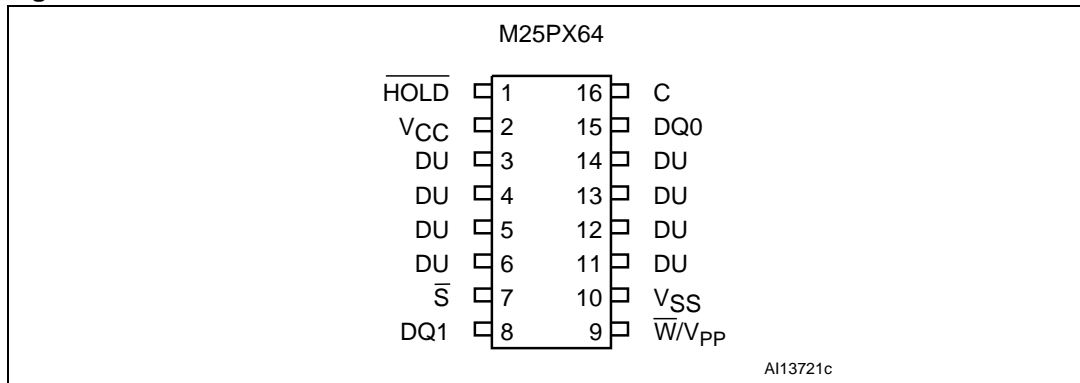 M25PX64
H̅O̅L̅D̅ 1 16 C
VCC 2 15 DQ0
DU 3 14 DU
DU 4 13 DU
DU 5 12 DU
DU 6 11 DU
S̅ 7 10 VSS
DQ1 8 9 W̅/VPP
AI13721c